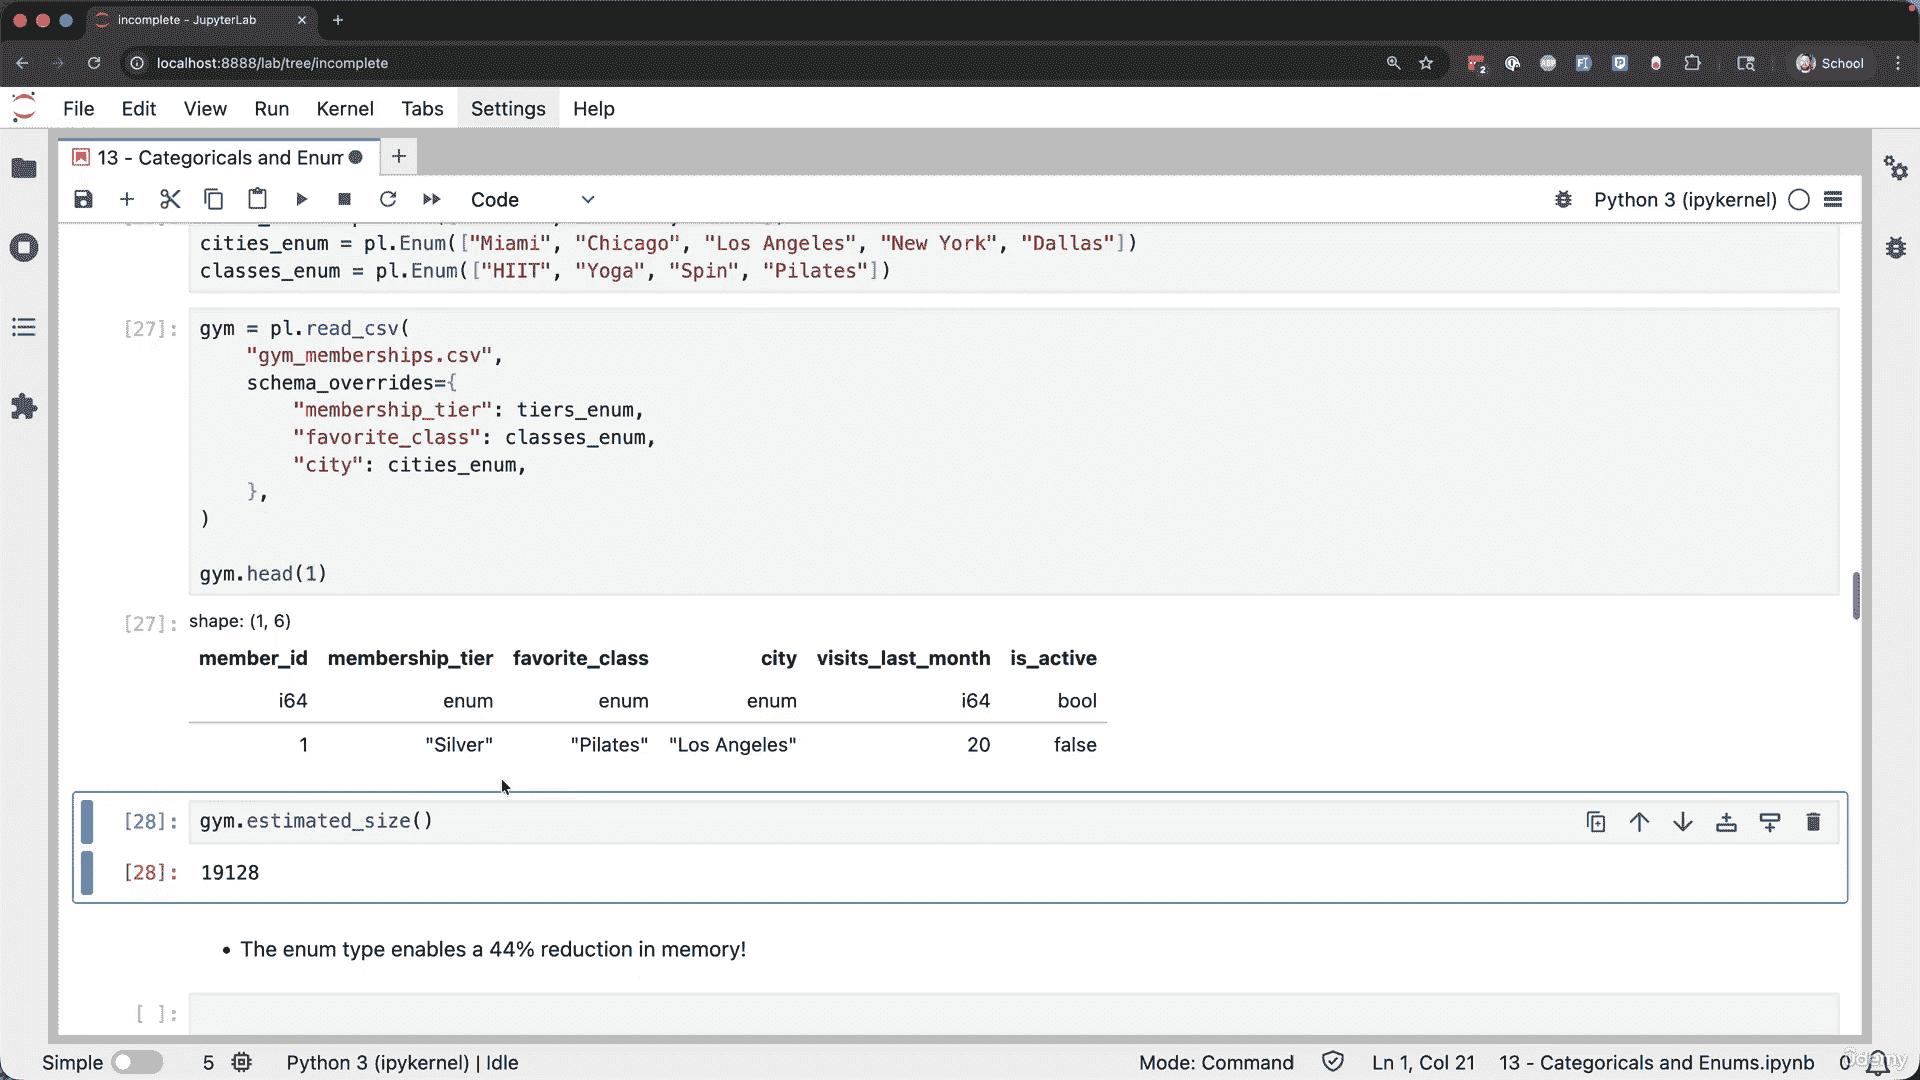 incomplete - JupyterLab
localhost:8888/lab/tree/incomplete
2
ABP
School
File Edit View Run Kernel Tabs Settings Help
13 - Categoricals and Enum
Code
Python 3 (ipykernel)
cities_enum = pl.Enum(["Miami", "Chicago", "Los Angeles", "New York", "Dallas"])
classes_enum = pl.Enum(["HIIT", "Yoga", "Spin", "Pilates"])
[27]: gym = pl.read_csv(
"gym_memberships.csv",
schema_overrides={
"membership_tier": tiers_enum,
"favorite_class": classes_enum,
"city": cities_enum,
},
)
gym.head(1)
[27]: shape: (1, 6)
member_id membership_tier favorite_class city visits_last_month is_active
i64 enum enum enum i64 bool
1 "Silver" "Pilates" "Los Angeles" 20 false
[28]: gym.estimated_size()
[28]: 19128
• The enum type enables a 44% reduction in memory!
[ ]:
Simple 5 Python 3 (ipykernel) | Idle Mode: Command Ln 1, Col 21 13 - Categoricals and Enums.ipynb 0
udemy